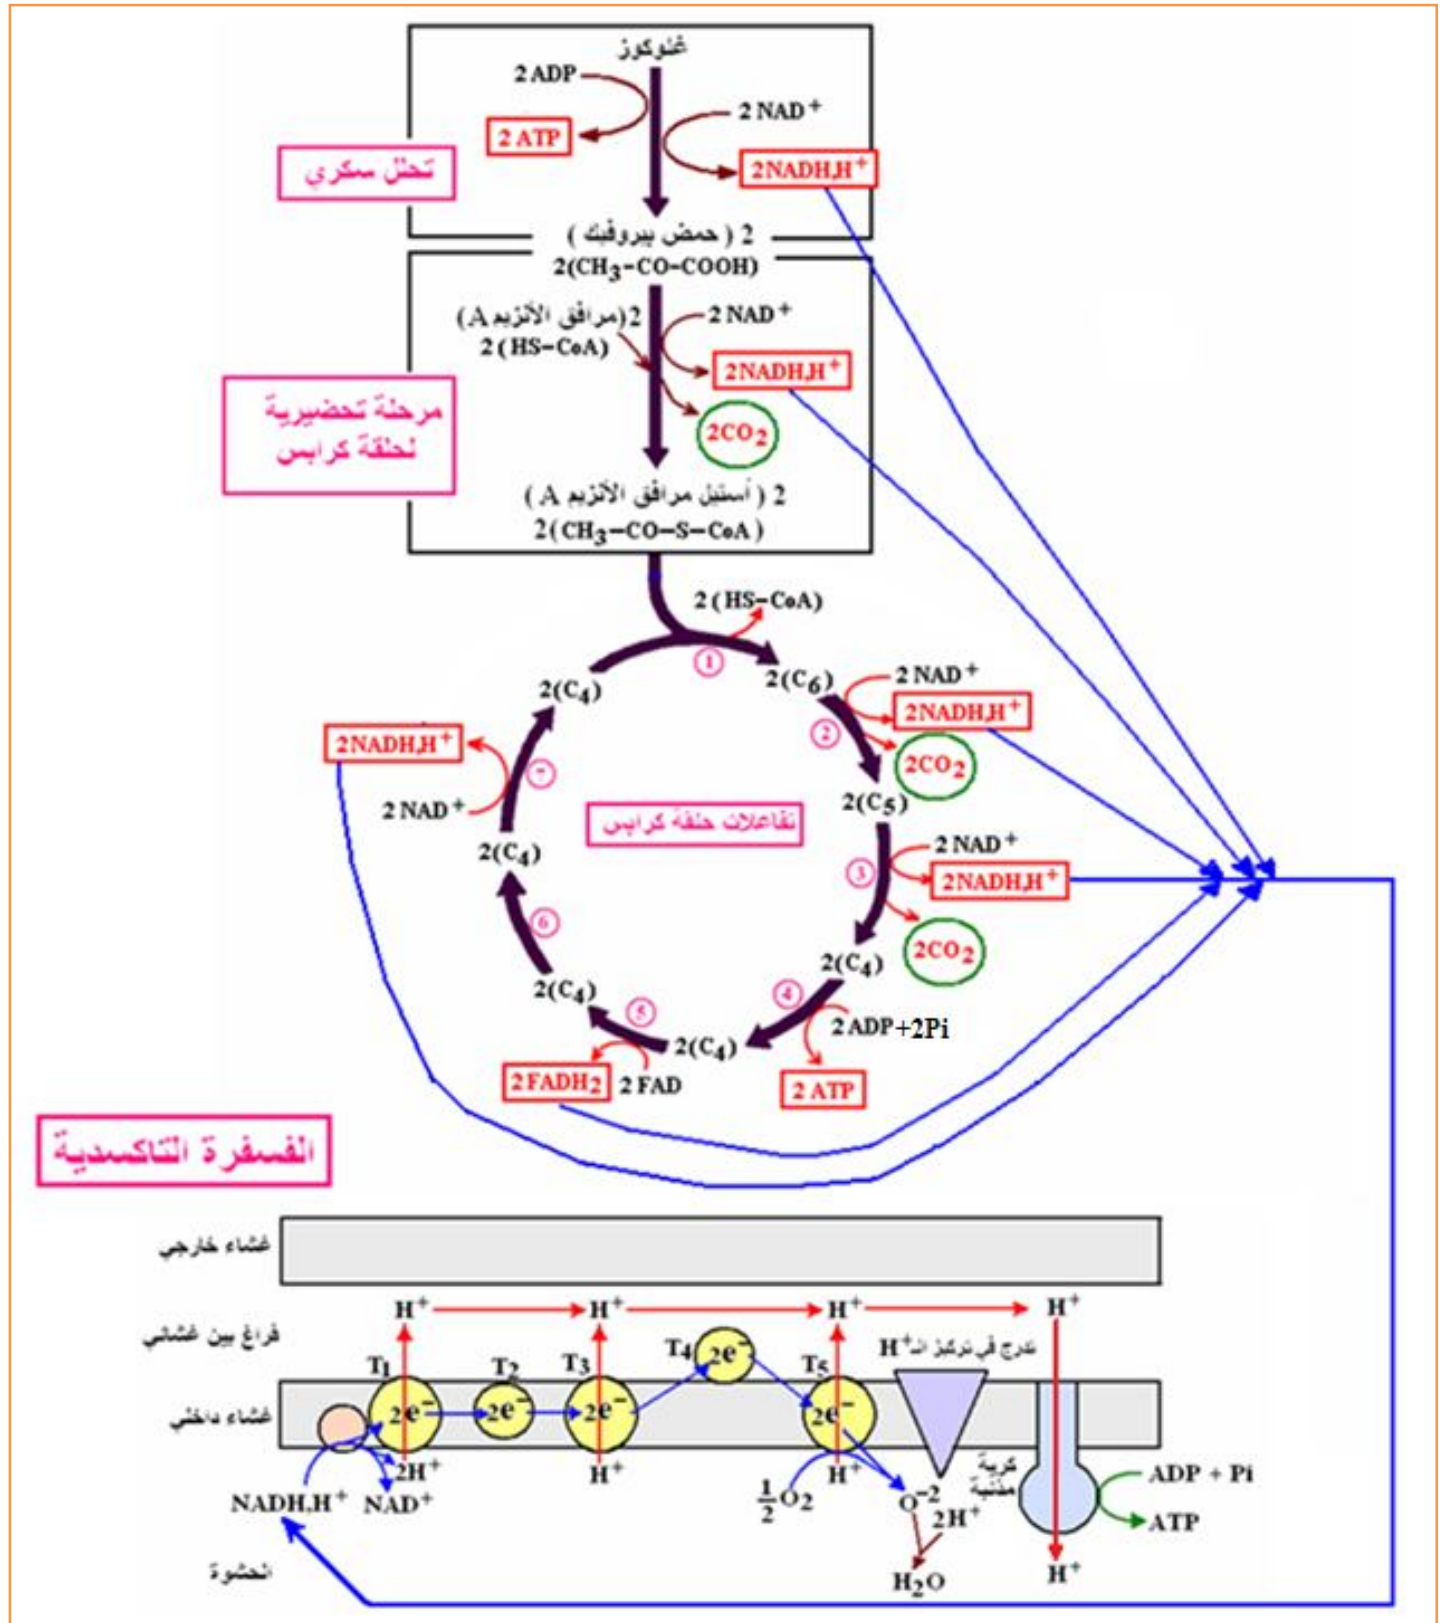 غلوكوز
2 ADP
2 NAD+
2 ATP
2NADH,H+
تحلل سكري
2 ( حمض بيروفيك )
2(CH3-CO-COOH)
2(مرافق الأنزيم A)
2 NAD+
2 (HS-CoA)
2NADH,H+
مرحلة تحضيرية
لحلقة كرابس
2CO2
2 ( أستيل مرافق الأنزيم A )
2(CH3-CO-S-CoA)
2 (HS-CoA)
1
2(C6)
2 NAD+
2NADH,H+
2
2CO2
2(C4)
2NADH,H+
7
2 NAD+
تفاعلات حلقة كرابس
2(C5)
2 NAD+
3
2NADH,H+
2CO2
2(C4)
6
2(C4)
2(C4)
4
2 ADP+2Pi
5
2(C4)
2 FADH2
2 FAD
2 ATP
الفسفرة التاكسدية
غشاء خارجي
H+ H+ H+ H+
فراغ بين غشائي
تدرج في تركيز الـ H+
T1 T2 T3 T4 T5
غشاء داخلي
2e- 2e- 2e- 2e- 2e-
2H+ H+ H+
كرية
مذنبة
ADP + Pi
NADH,H+ NAD+
1/2 O2
O-2
2H+
ATP
الحشوة
H2O
H+